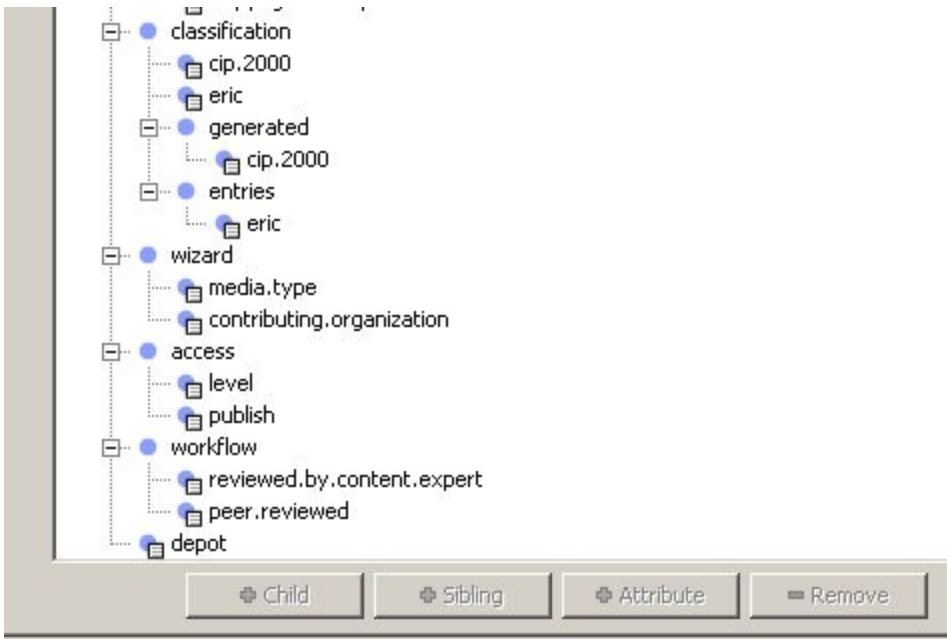 classification
cip.2000
eric
generated
cip.2000
entries
eric
wizard
media.type
contributing.organization
access
level
publish
workflow
reviewed.by.content.expert
peer.reviewed
depot
Child Sibling Attribute Remove